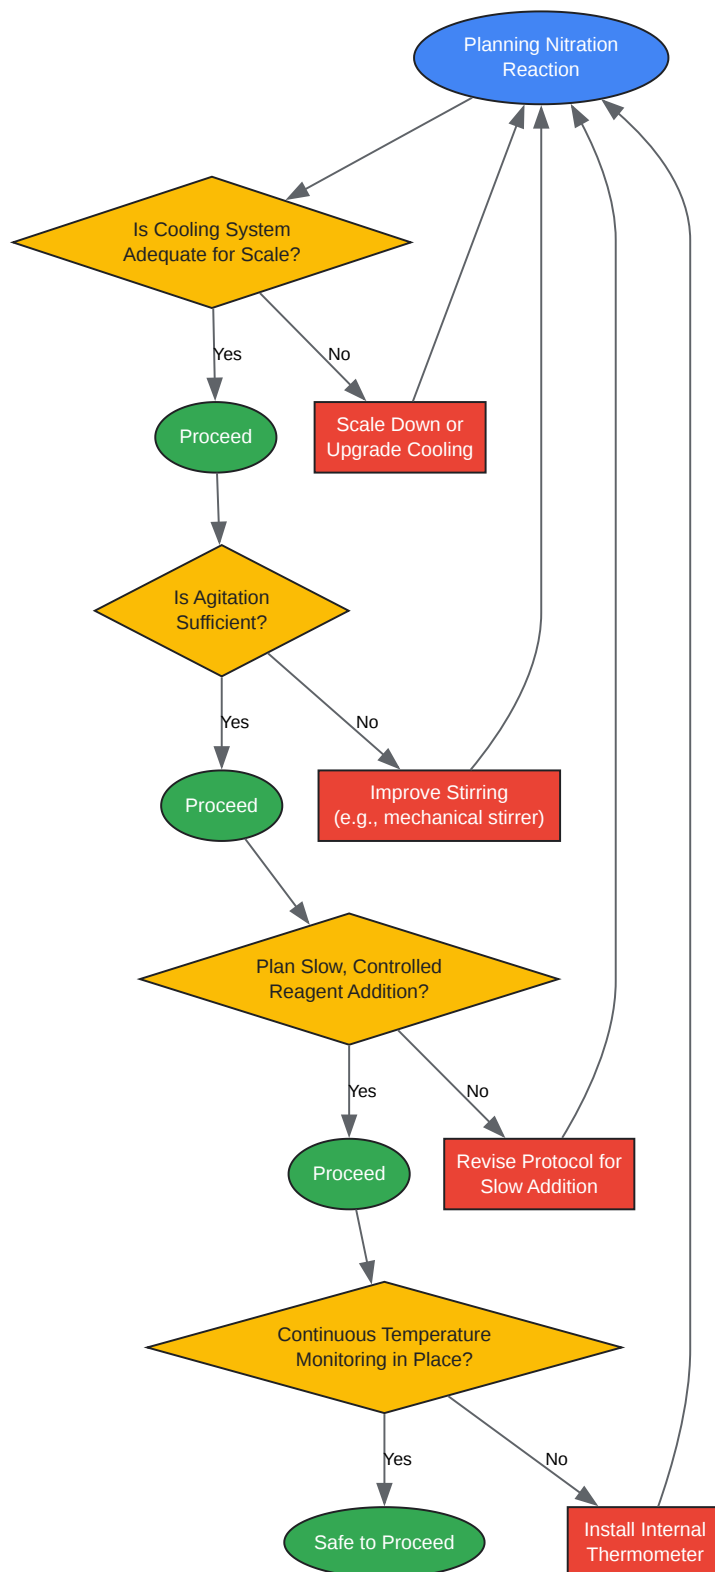 Planning Nitration
Reaction
Is Cooling System
Adequate for Scale?
Yes
No
Proceed
Scale Down or
Upgrade Cooling
Is Agitation
Sufficient?
Yes
No
Proceed
Improve Stirring
(e.g., mechanical stirrer)
Plan Slow, Controlled
Reagent Addition?
Yes
No
Proceed
Revise Protocol for
Slow Addition
Continuous Temperature
Monitoring in Place?
Yes
No
Safe to Proceed
Install Internal
Thermometer